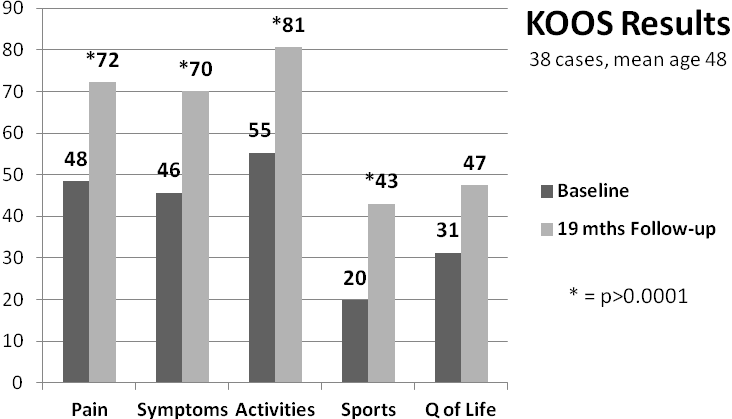 KOOS Results
38 cases, mean age 48
90
80
70
60
50
40
30
20
10
0
48
*72
46
*70
55
*81
20
*43
31
47
Pain
Symptoms
Activities
Sports
Q of Life
Baseline
19 mths Follow-up
* = p>0.0001